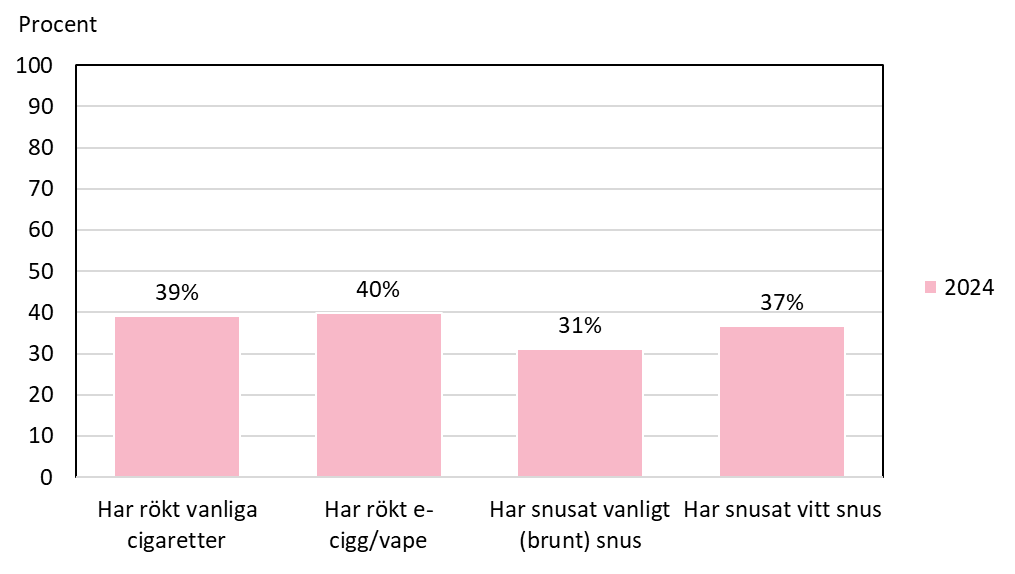 Procent
100
90
80
70
60
50
40
30
20
10
0
39%
40%
31%
37%
Har rökt vanliga
cigaretter
Har rökt e-
cigg/vape
Har snusat vanligt
(brunt) snus
Har snusat vitt snus
2024